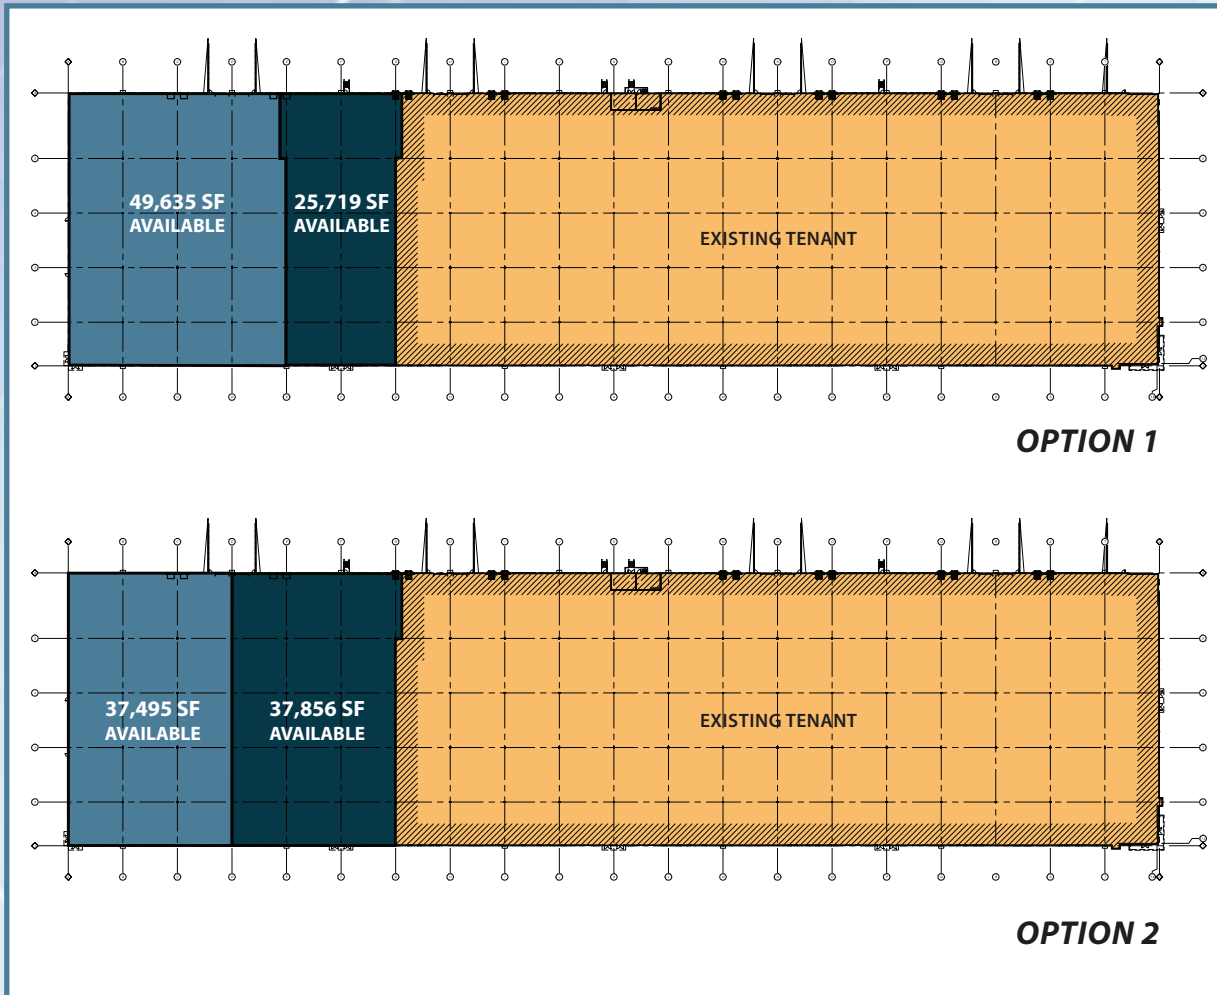 49,635 SF
AVAILABLE
25,719 SF
AVAILABLE
EXISTING TENANT
OPTION 1
37,495 SF
AVAILABLE
37,856 SF
AVAILABLE
EXISTING TENANT
OPTION 2